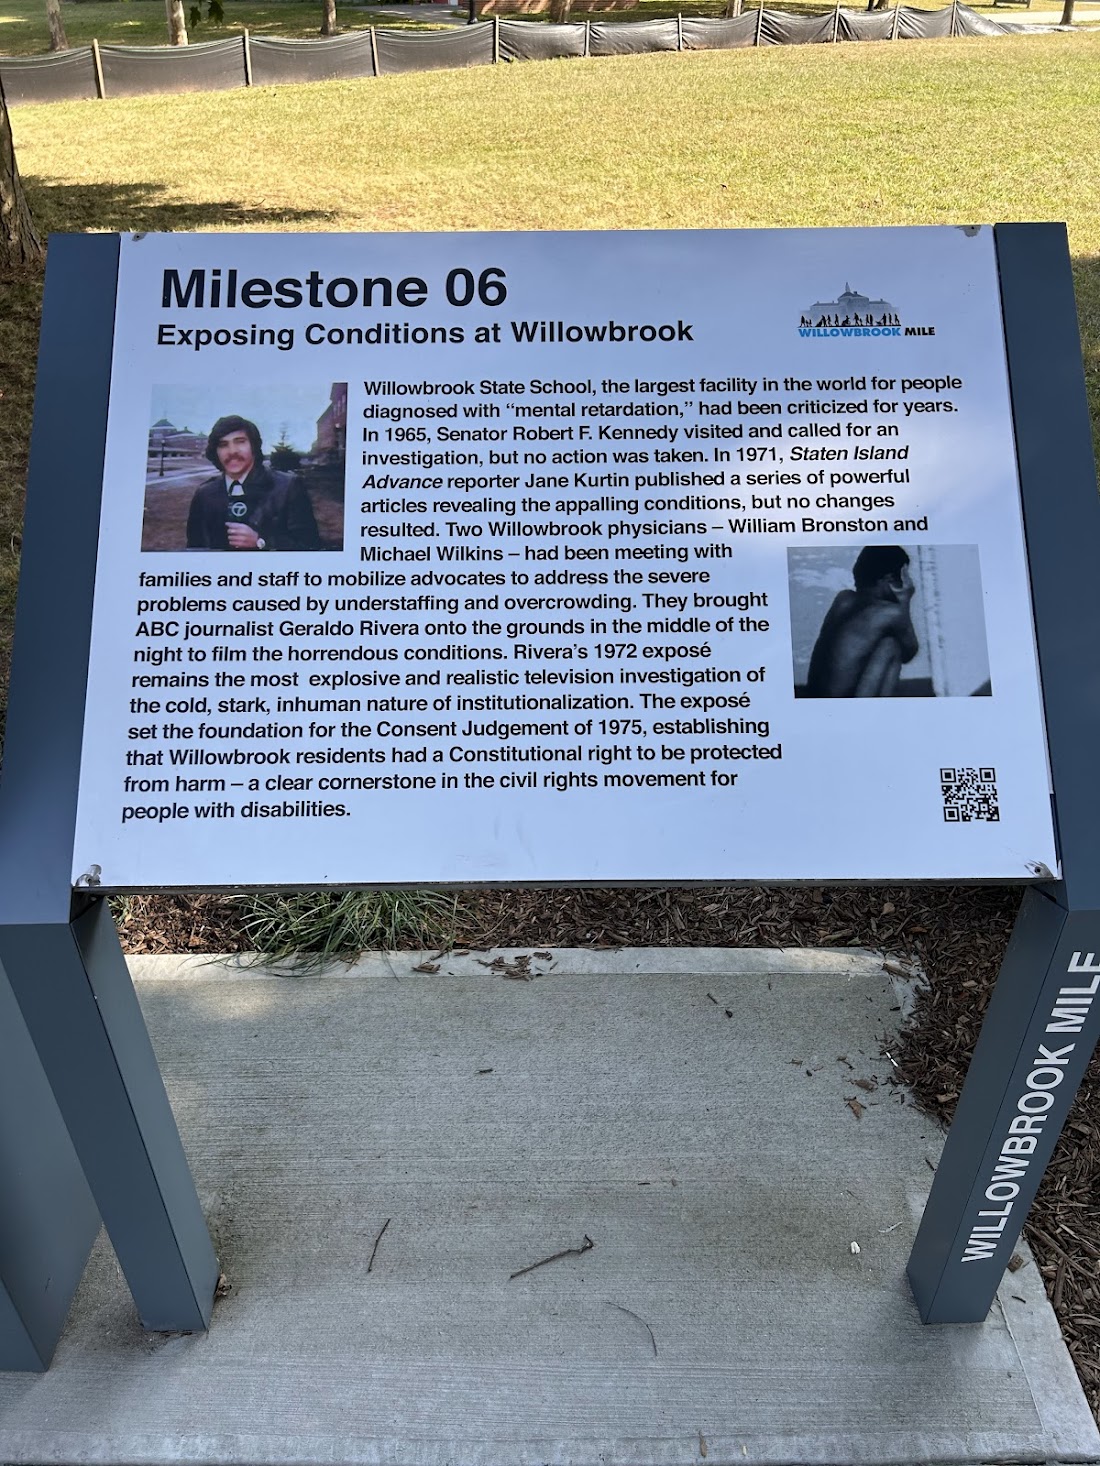 Milestone 06
Exposing Conditions at Willowbrook
WILLOWBROOK MILE
Willowbrook State School, the largest facility in the world for people
diagnosed with “mental retardation,” had been criticized for years.
In 1965, Senator Robert F. Kennedy visited and called for an
investigation, but no action was taken. In 1971, Staten Island
Advance reporter Jane Kurtin published a series of powerful
articles revealing the appalling conditions, but no changes
resulted. Two Willowbrook physicians – William Bronston and
Michael Wilkins – had been meeting with
families and staff to mobilize advocates to address the severe
problems caused by understaffing and overcrowding. They brought
ABC journalist Geraldo Rivera onto the grounds in the middle of the
night to film the horrendous conditions. Rivera’s 1972 exposé
remains the most  explosive and realistic television investigation of
the cold, stark, inhuman nature of institutionalization. The exposé
set the foundation for the Consent Judgement of 1975, establishing
that Willowbrook residents had a Constitutional right to be protected
from harm – a clear cornerstone in the civil rights movement for
people with disabilities.
7
WILLOWBROOK MILE